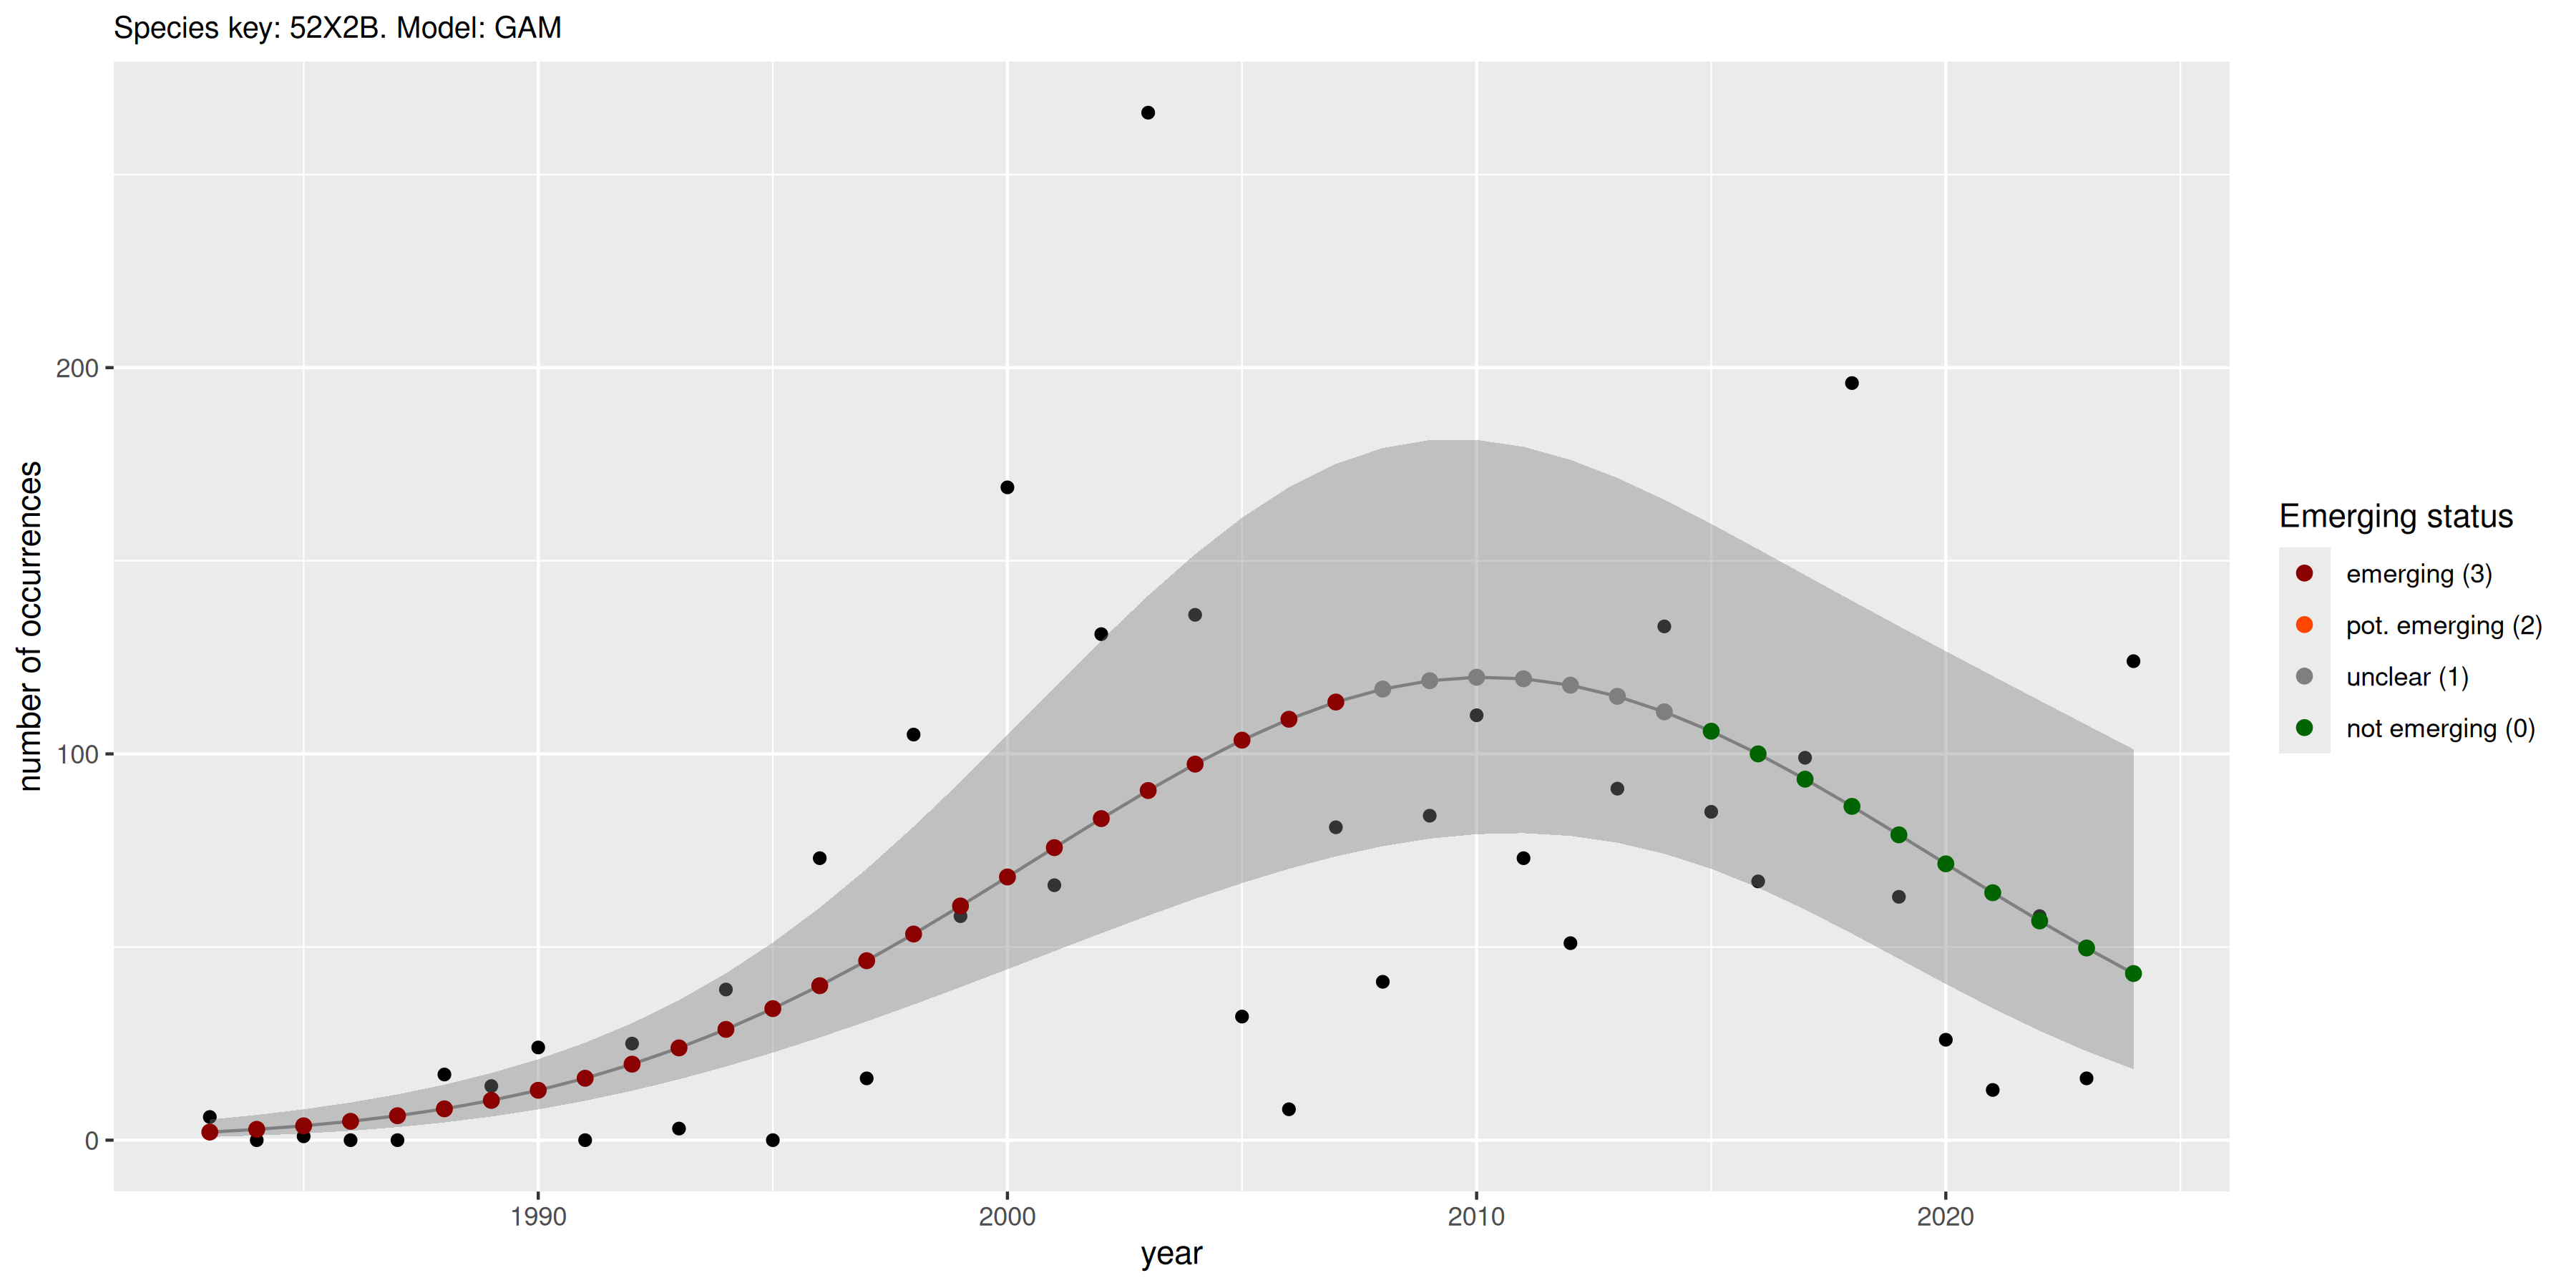 Species key: 52X2B. Model: GAM
number of occurrences
200
100
0
1990
2000
2010
2020
year
Emerging status
emerging (3)
pot. emerging (2)
unclear (1)
not emerging (0)